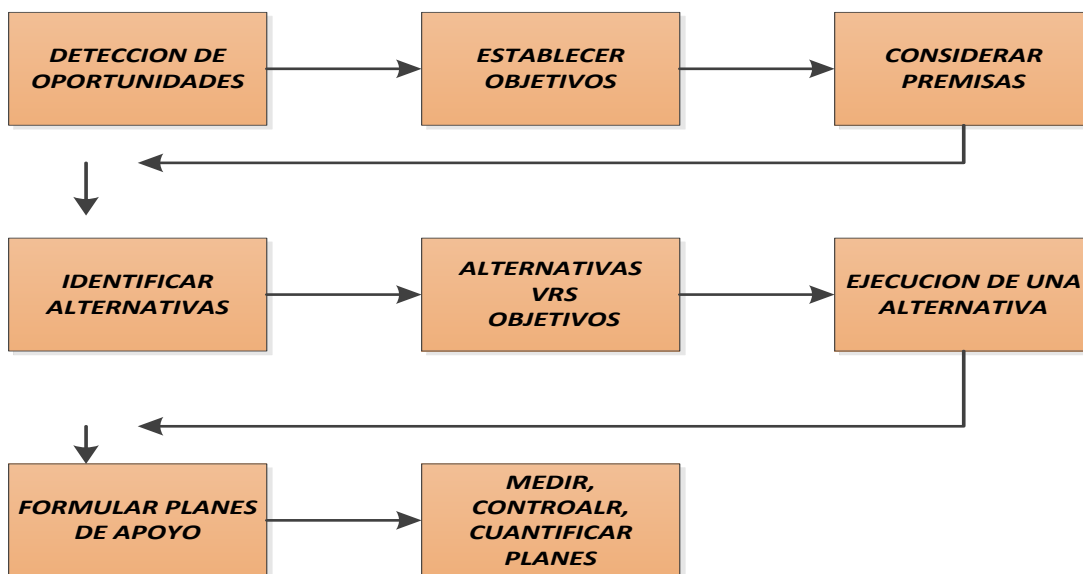 DETECCION DE
OPORTUNIDADES
ESTABLECER
OBJETIVOS
CONSIDERAR
PREMISAS
IDENTIFICAR
ALTERNATIVAS
ALTERNATIVAS
VRS
OBJETIVOS
EJECUCION DE UNA
ALTERNATIVA
FORMULAR PLANES
DE APOYO
MEDIR,
CONTROALR,
CUANTIFICAR
PLANES